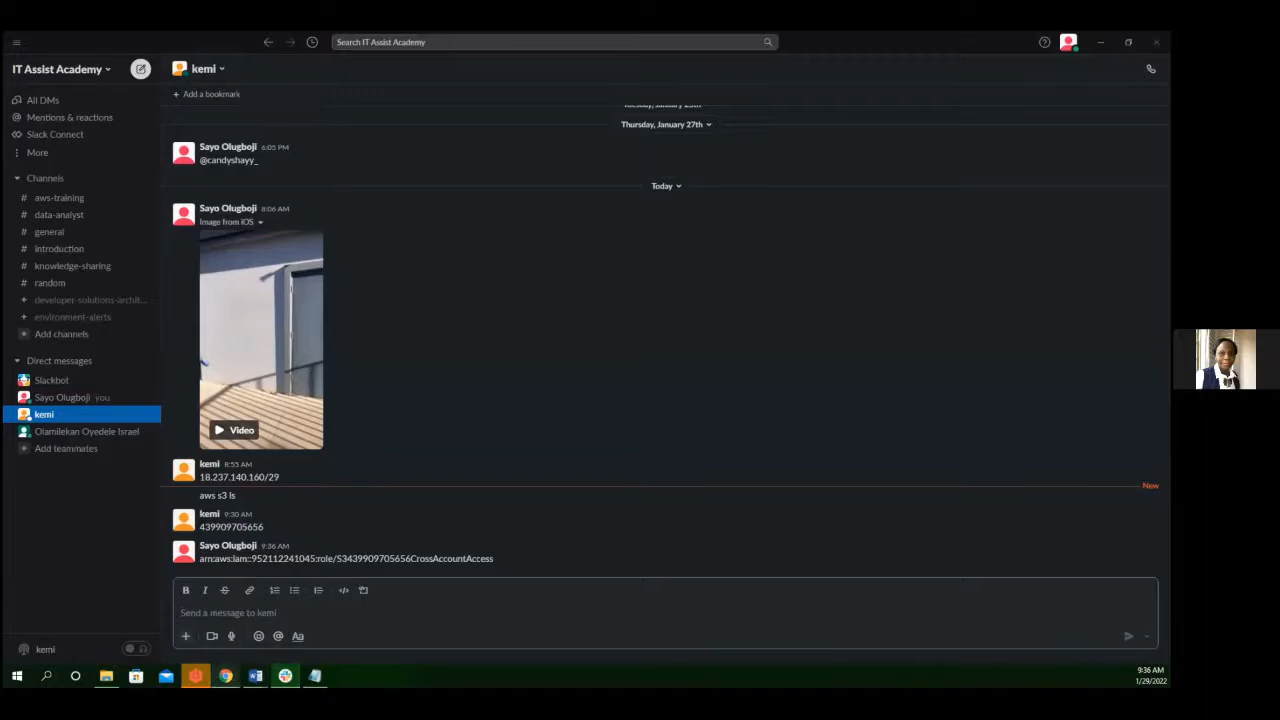 Search IT Assist Academy
IT Assist Academy
kemi
All DMs
Add a bookmark
Mentions & reactions
Thursday, January 27th
Slack Connect
More
Sayo Olugboji 6:05 PM
@candyshayy_
Channels
Today
# aws-training
# data-analyst
Sayo Olugboji 8:06 AM
Image from iOS
# general
# introduction
# knowledge-sharing
# random
developer-solutions-archit...
environment-alerts
Add channels
Direct messages
Slackbot
Sayo Olugboji you
kemi
Video
Olamilekan Oyedele Israel
Add teammates
kemi 8:55 AM
18.237.140.160/29
New
aws s3 ls
kemi 9:30 AM
439909705656
Sayo Olugboji 9:36 AM
arn:aws:iam::952112241045:role/S3439909705656CrossAccountAccess
B I S
Send a message to kemi
Aa
kemi
9:36 AM
1/29/2022